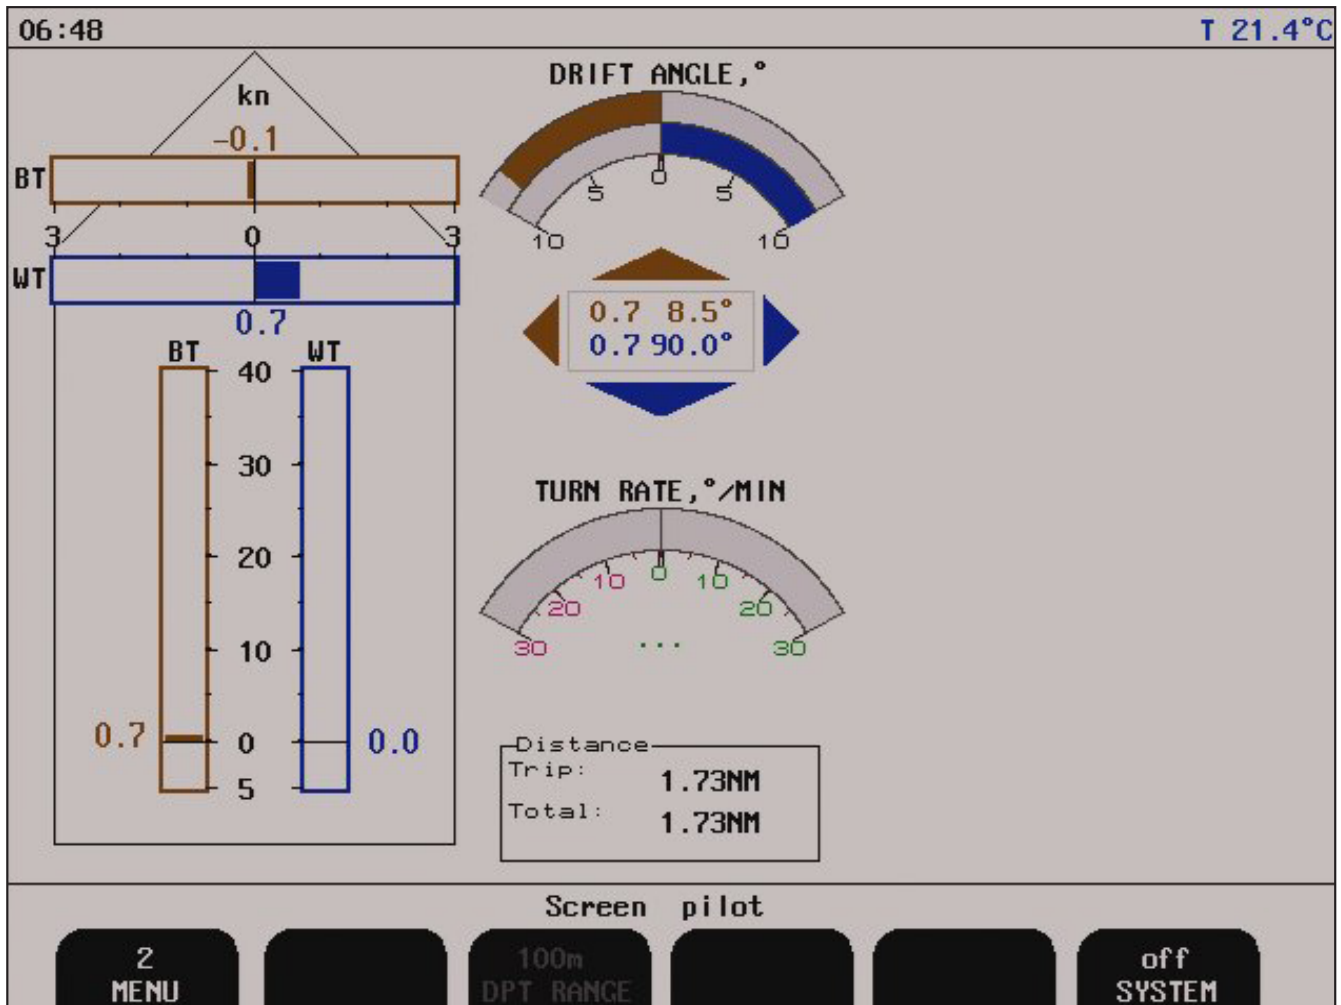 06:48
T 21.4°C
kn
-0.1
BT
3 0 3
WT
0.7
BT WT
40
30
20
10
0.7 0 0.0
5
DRIFT ANGLE,°
10 5 0 5 10
0.7 8.5°
0.7 90.0°
TURN RATE,°/MIN
30 20 10 0 10 20 30
...
Distance
Trip: 1.73NM
Total: 1.73NM
Screen pilot
2
MENU
100m
DPT RANGE
off
SYSTEM